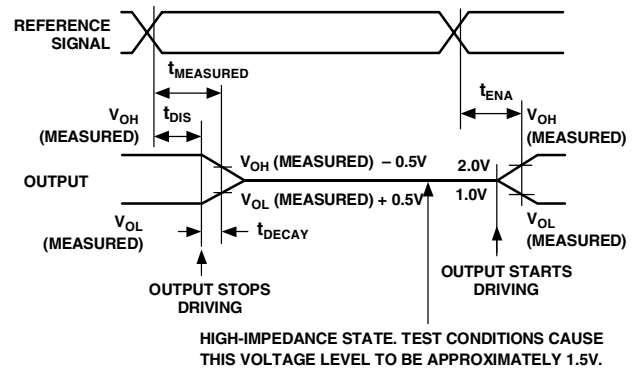 REFERENCE
SIGNAL
tMEASURED
tDIS
tENA
VOH
(MEASURED)
VOH
(MEASURED)
VOH (MEASURED) – 0.5V
2.0V
OUTPUT
VOL (MEASURED) + 0.5V
1.0V
VOL
(MEASURED)
VOL
(MEASURED)
tDECAY
OUTPUT STOPS
DRIVING
OUTPUT STARTS
DRIVING
HIGH-IMPEDANCE STATE. TEST CONDITIONS CAUSE
THIS VOLTAGE LEVEL TO BE APPROXIMATELY 1.5V.